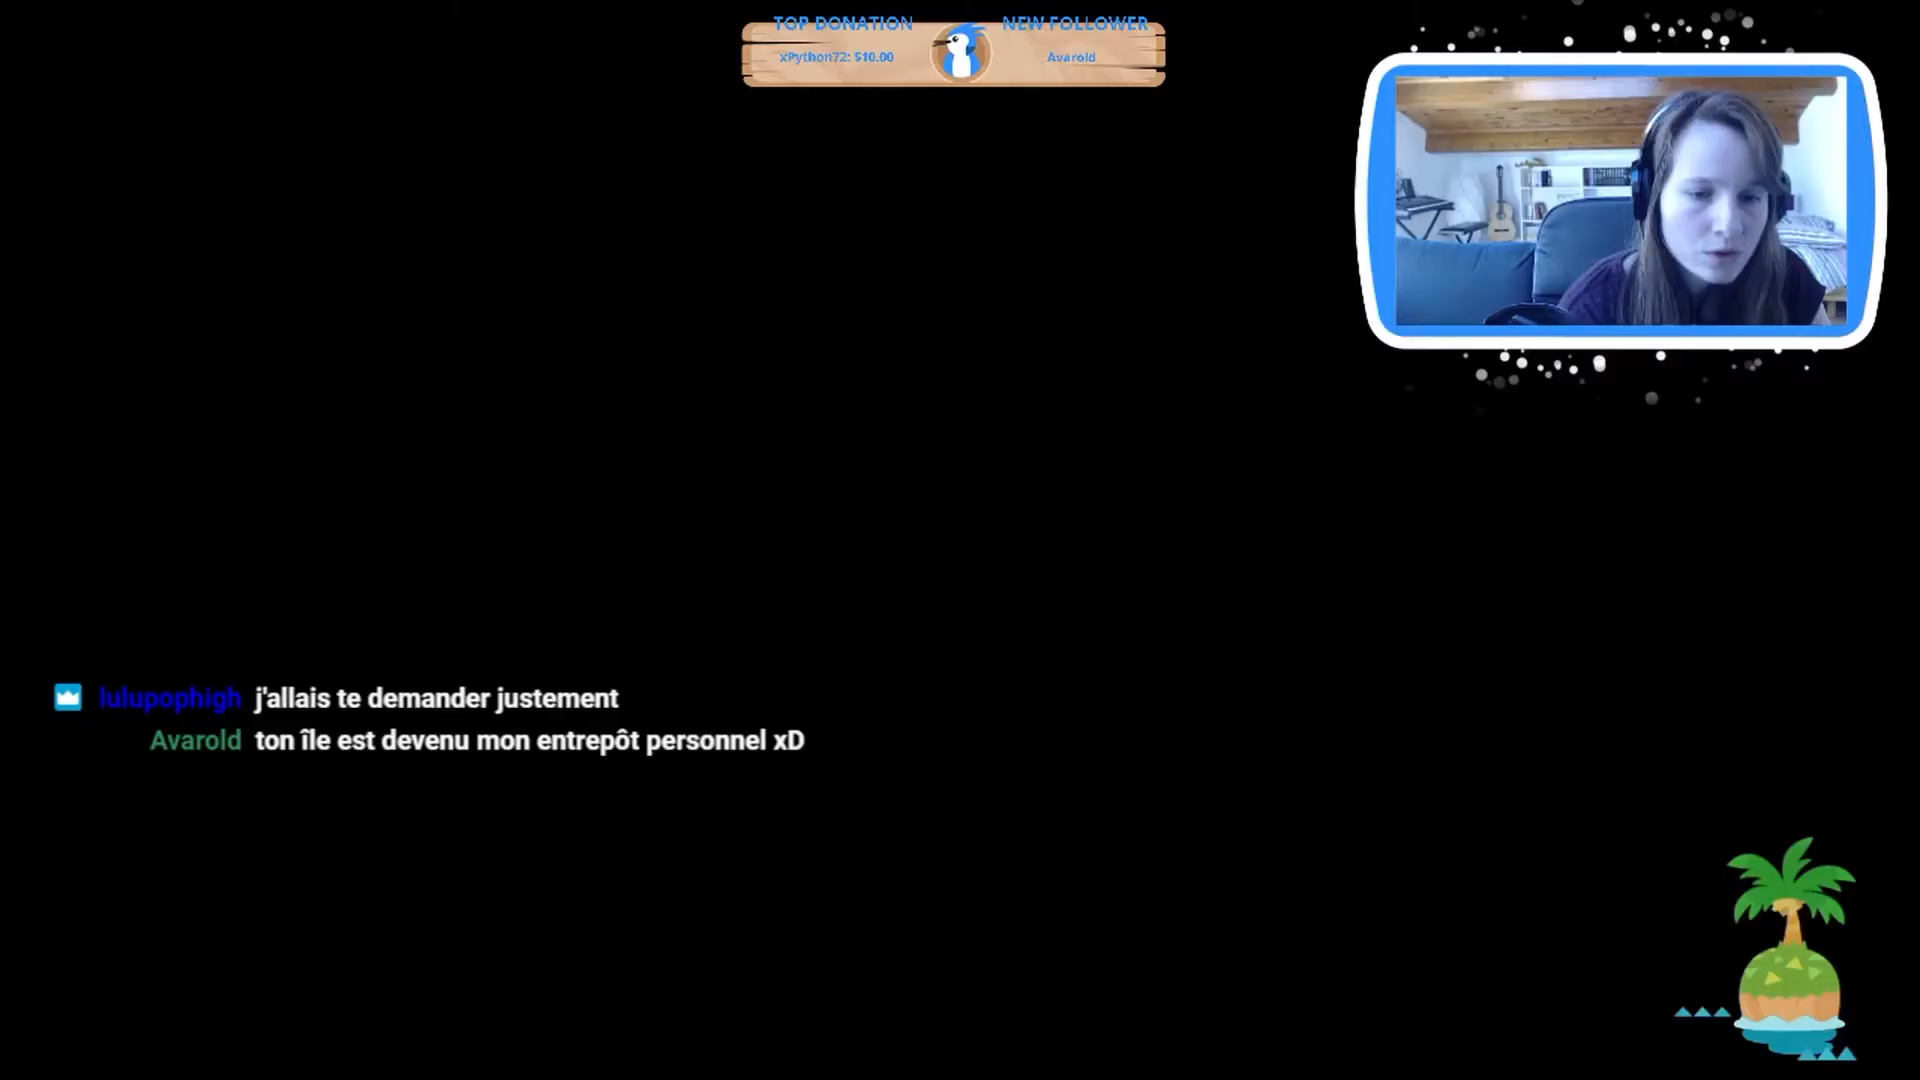 TOP DONATION
NEW FOLLOWER
xPython72: $10.00
Avarold
lulupophigh j'allais te demander justement
Avarold ton île est devenu mon entrepôt personnel xD